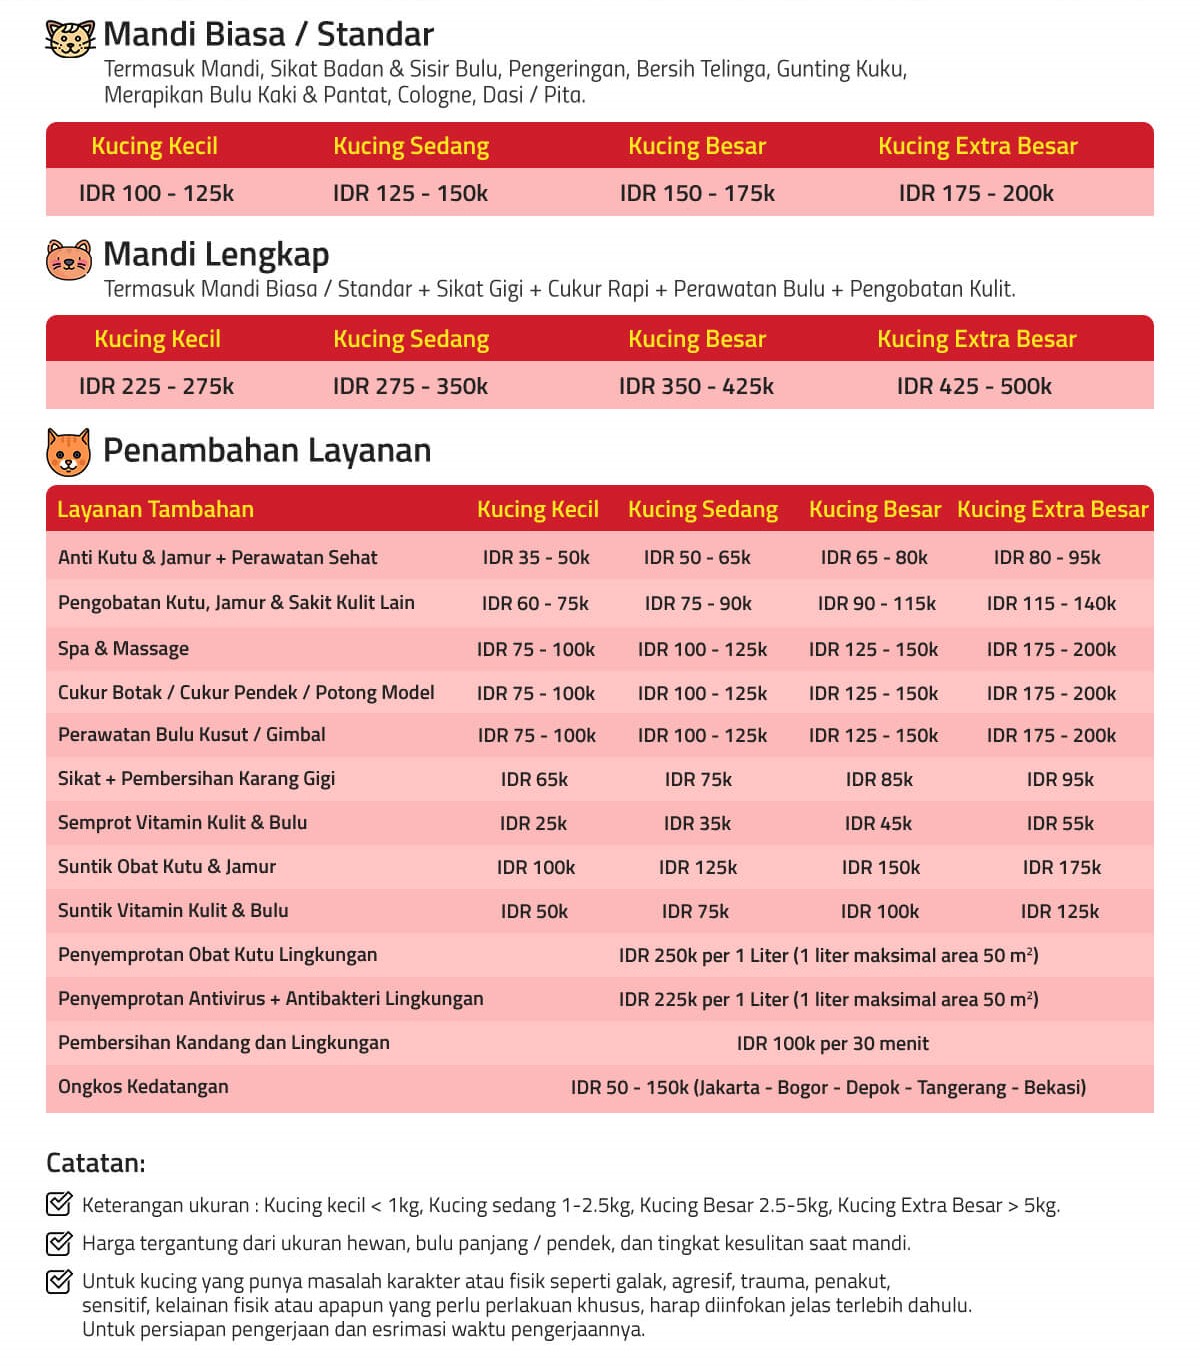 Mandi Biasa / Standar
Termasuk Mandi, Sikat Badan & Sisir Bulu, Pengeringan, Bersih Telinga, Gunting Kuku,
Merapikan Bulu Kaki & Pantat, Cologne, Dasi / Pita.
Kucing Kecil Kucing Sedang Kucing Besar Kucing Extra Besar
IDR 100 - 125k IDR 125 - 150k IDR 150 - 175k IDR 175 - 200k
Mandi Lengkap
Termasuk Mandi Biasa / Standar + Sikat Gigi + Cukur Rapi + Perawatan Bulu + Pengobatan Kulit.
Kucing Kecil Kucing Sedang Kucing Besar Kucing Extra Besar
IDR 225 - 275k IDR 275 - 350k IDR 350 - 425k IDR 425 - 500k
Penambahan Layanan
Layanan Tambahan Kucing Kecil Kucing Sedang Kucing Besar Kucing Extra Besar
Anti Kutu & Jamur + Perawatan Sehat IDR 35 - 50k IDR 50 - 65k IDR 65 - 80k IDR 80 - 95k
Pengobatan Kutu, Jamur & Sakit Kulit Lain IDR 60 - 75k IDR 75 - 90k IDR 90 - 115k IDR 115 - 140k
Spa & Massage IDR 75 - 100k IDR 100 - 125k IDR 125 - 150k IDR 175 - 200k
Cukur Botak / Cukur Pendek / Potong Model IDR 75 - 100k IDR 100 - 125k IDR 125 - 150k IDR 175 - 200k
Perawatan Bulu Kusut / Gimbal IDR 75 - 100k IDR 100 - 125k IDR 125 - 150k IDR 175 - 200k
Sikat + Pembersihan Karang Gigi IDR 65k IDR 75k IDR 85k IDR 95k
Semprot Vitamin Kulit & Bulu IDR 25k IDR 35k IDR 45k IDR 55k
Suntik Obat Kutu & Jamur IDR 100k IDR 125k IDR 150k IDR 175k
Suntik Vitamin Kulit & Bulu IDR 50k IDR 75k IDR 100k IDR 125k
Penyemprotan Obat Kutu Lingkungan IDR 250k per 1 Liter (1 liter maksimal area 50 m²)
Penyemprotan Antivirus + Antibakteri Lingkungan IDR 225k per 1 Liter (1 liter maksimal area 50 m²)
Pembersihan Kandang dan Lingkungan IDR 100k per 30 menit
Ongkos Kedatangan IDR 50 - 150k (Jakarta - Bogor - Depok - Tangerang - Bekasi)
Catatan:
Keterangan ukuran : Kucing kecil < 1kg, Kucing sedang 1-2.5kg, Kucing Besar 2.5-5kg, Kucing Extra Besar > 5kg.
Harga tergantung dari ukuran hewan, bulu panjang / pendek, dan tingkat kesulitan saat mandi.
Untuk kucing yang punya masalah karakter atau fisik seperti galak, agresif, trauma, penakut,
sensitif, kelainan fisik atau apapun yang perlu perlakuan khusus, harap diinfokan jelas terlebih dahulu.
Untuk persiapan pengerjaan dan esrimasi waktu pengerjaannya.